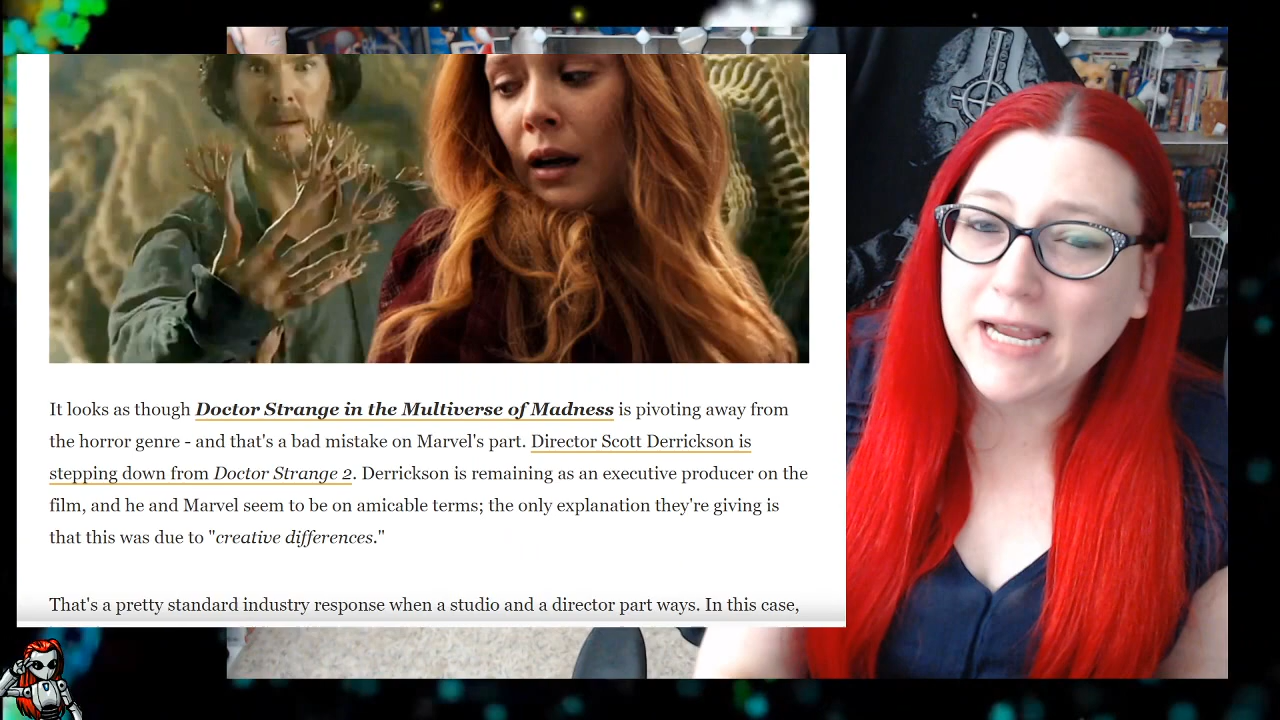 It looks as though Doctor Strange in the Multiverse of Madness is pivoting away from
the horror genre - and that's a bad mistake on Marvel's part. Director Scott Derrickson is
stepping down from Doctor Strange 2. Derrickson is remaining as an executive producer on the
film, and he and Marvel seem to be on amicable terms; the only explanation they're giving is
that this was due to "creative differences."
That's a pretty standard industry response when a studio and a director part ways. In this case,